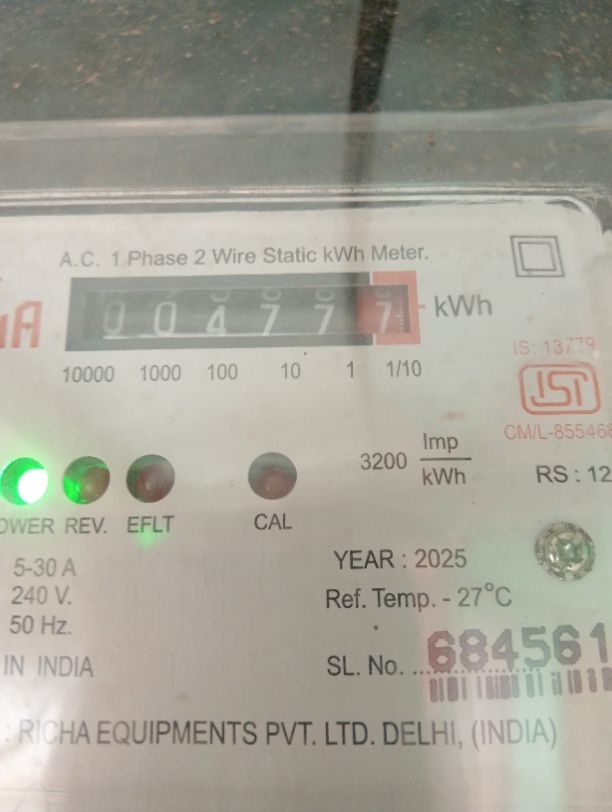 A.C. 1 Phase 2 Wire Static kWh Meter.
0 0 4 7 7 7 kWh
10000 1000 100 10 1 1/10
IS: 13779
ISI
CM/L-855468
3200 Imp/kWh
RS : 12
OWER REV. EFLT CAL
5-30 A
240 V.
50 Hz.
YEAR : 2025
Ref. Temp. - 27°C
IN INDIA
SL. No. ... 684561
: RICHA EQUIPMENTS PVT. LTD. DELHI, (INDIA)